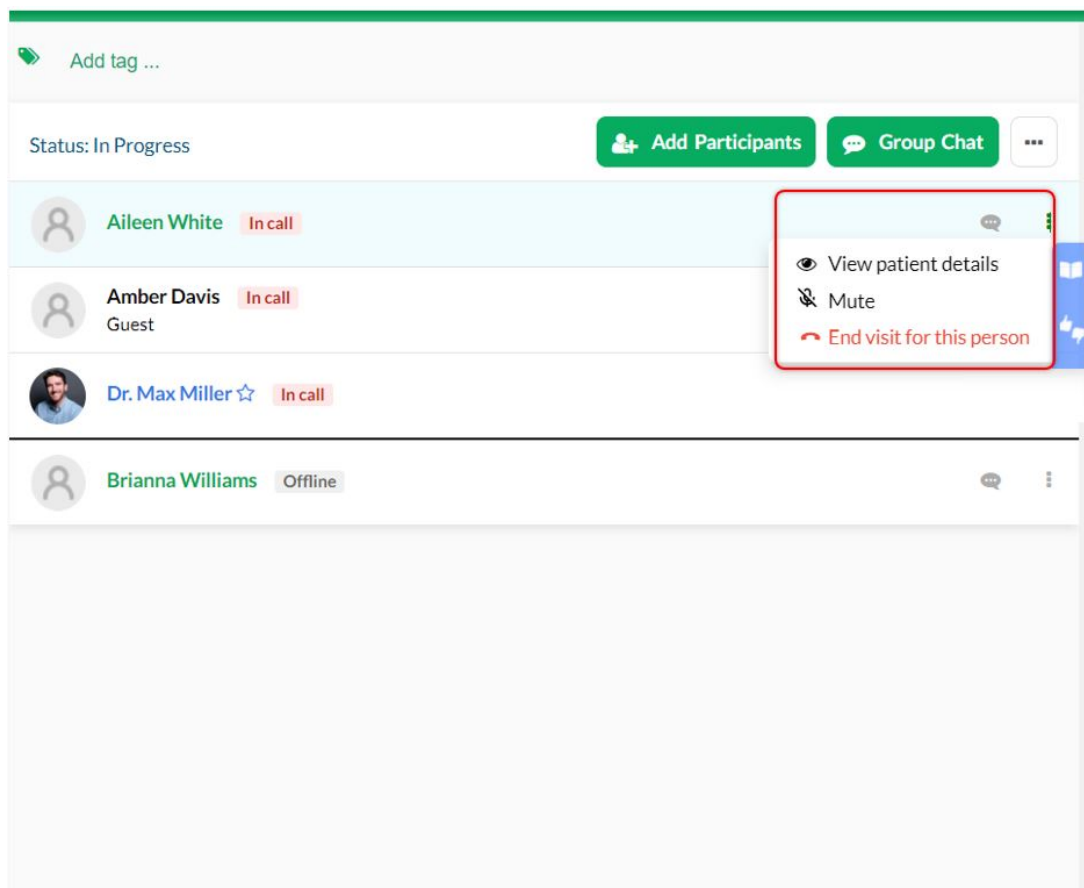 Add tag ...
Status: In Progress
Add Participants
Group Chat
Aileen White In call
View patient details
Mute
End visit for this person
Amber Davis In call
Guest
Dr. Max Miller In call
Brianna Williams Offline